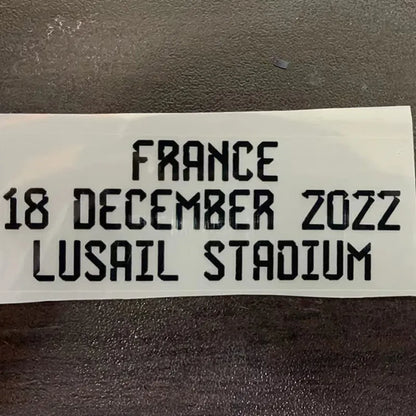 FRANCE
18 DECEMBER 2022
LUSAIL STADIUM